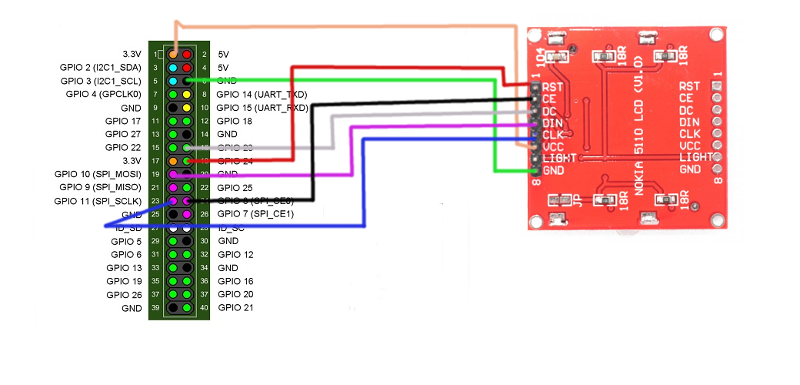 3.3V 1 2 5V
GPIO 2 (I2C1_SDA) 3 4 5V
GPIO 3 (I2C1_SCL) 5 GND
GPIO 4 (GPCLK0) 7 8 GPIO 14 (UART_TXD)
GND 9 10 GPIO 15 (UART_RXD)
GPIO 17 11 12 GPIO 18
GPIO 27 13 14 GND
GPIO 22 15 GPIO 23
3.3V 17 GPIO 24
GPIO 10 (SPI_MOSI) 19 GND
GPIO 9 (SPI_MISO) 21 22 GPIO 25
GPIO 11 (SPI_SCLK) 23 GPIO 8 (SPI_CE0)
GND 25 26 GPIO 7 (SPI_CE1)
ID_SD ID_SC
GPIO 5 29 30 GND
GPIO 6 31 32 GPIO 12
GPIO 13 33 34 GND
GPIO 19 35 36 GPIO 16
GPIO 26 37 38 GPIO 20
GND 39 40 GPIO 21
104
18R
18R
1
RST
CE
DC
DIN
CLK
VCC
LIGHT
GND
8
NOKIA 5110 LCD (V1.0)
1
RST
CE
DC
DIN
CLK
VCC
LIGHT
GND
8
JP
18R
18R